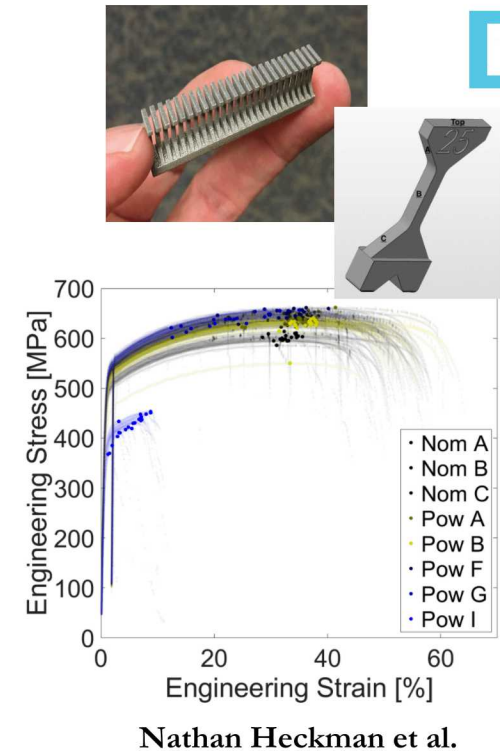 Top
25
A
B
C
Engineering Stress [MPa]
700
600
500
400
300
200
100
0
0
20
40
60
Engineering Strain [%]
Nom A
Nom B
Nom C
Pow A
Pow B
Pow F
Pow G
Pow I
Nathan Heckman et al.